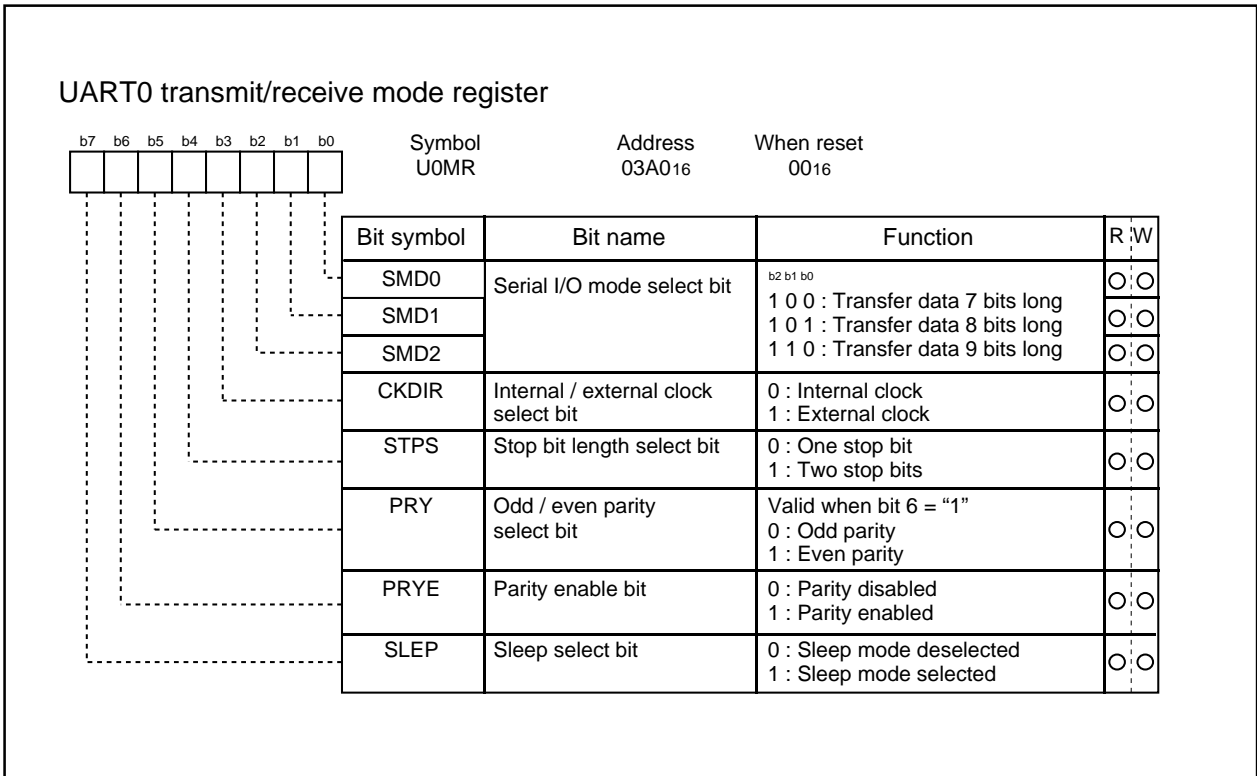 UART0 transmit/receive mode register
b7 b6 b5 b4 b3 b2 b1 b0
Symbol Address When reset
U0MR 03A016 0016
Bit symbol Bit name Function R W
SMD0 Serial I/O mode select bit b2 b1 b0
1 0 0 : Transfer data 7 bits long
SMD1 1 0 1 : Transfer data 8 bits long
SMD2 1 1 0 : Transfer data 9 bits long
CKDIR Internal / external clock 0 : Internal clock
select bit 1 : External clock
STPS Stop bit length select bit 0 : One stop bit
1 : Two stop bits
PRY Odd / even parity Valid when bit 6 = “1”
select bit 0 : Odd parity
1 : Even parity
PRYE Parity enable bit 0 : Parity disabled
1 : Parity enabled
SLEP Sleep select bit 0 : Sleep mode deselected
1 : Sleep mode selected